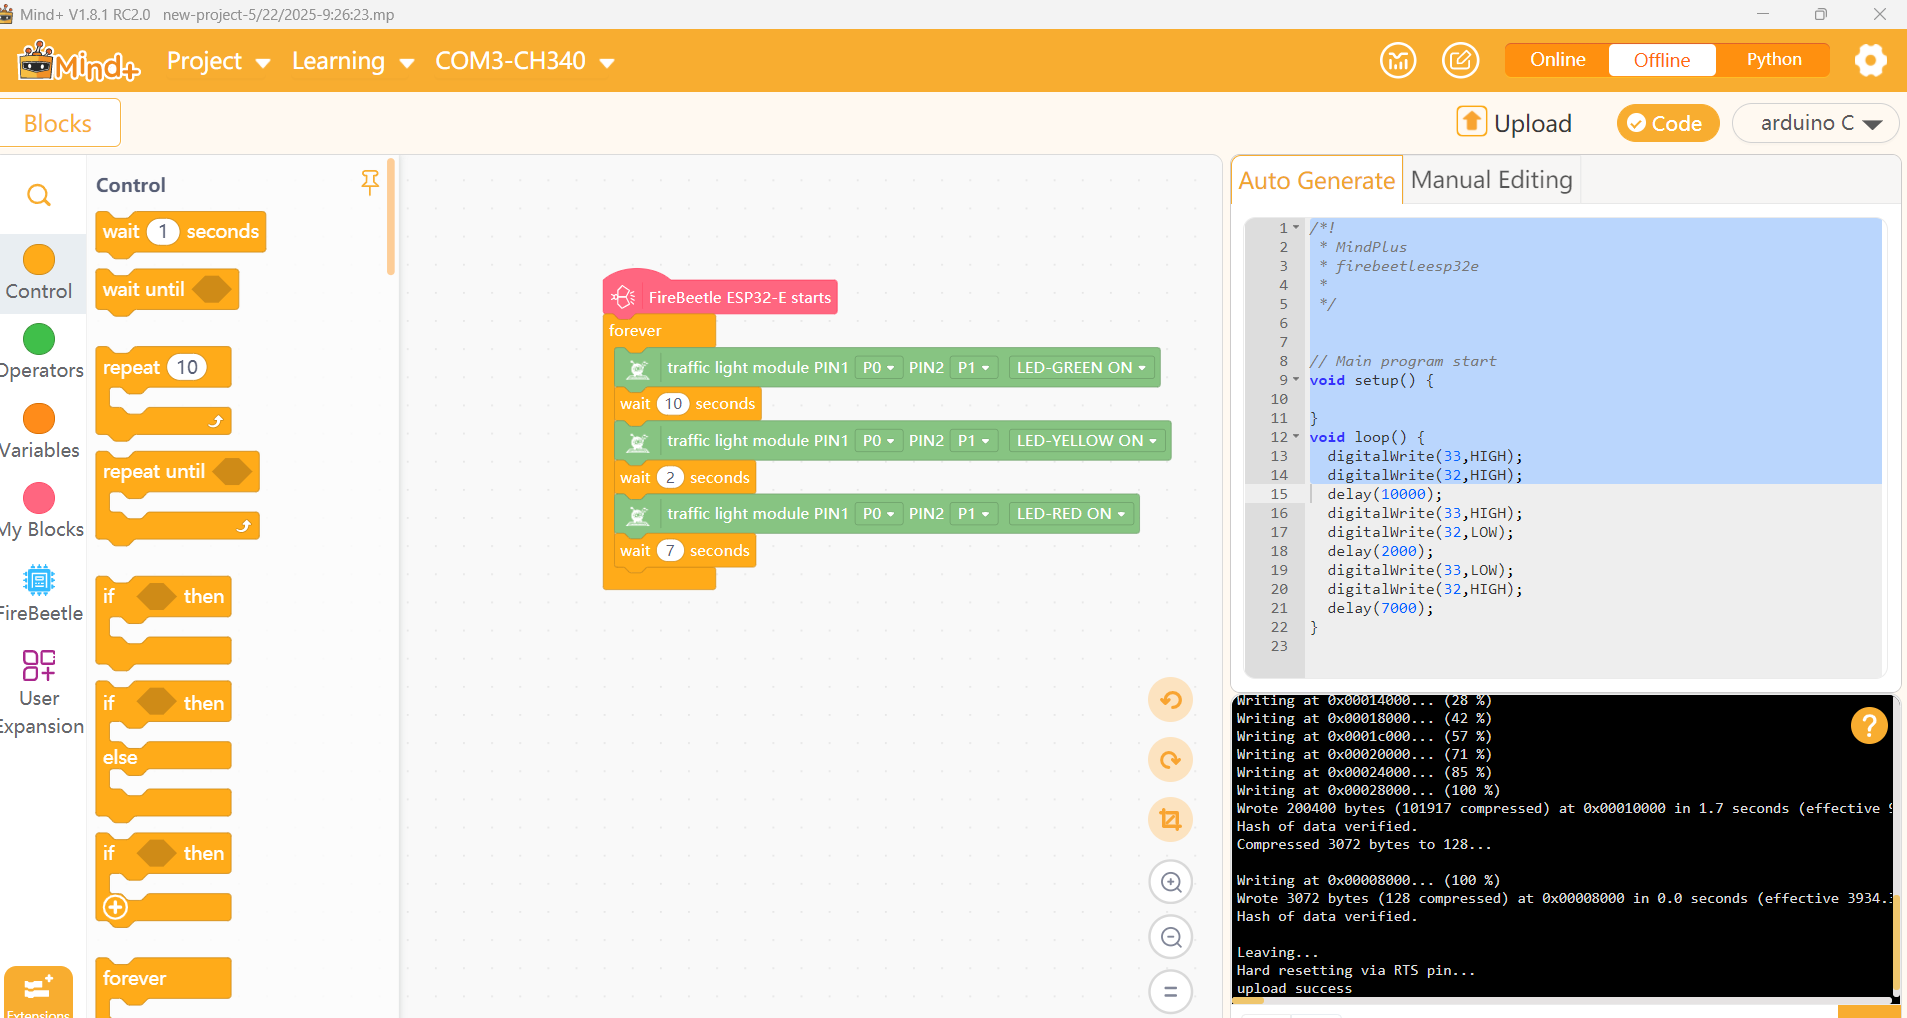 Mind+ V1.8.1 RC2.0 new-project-5/22/2025-9:26:23.mp
Mind+ Project Learning COM3-CH340 Online Offline Python
Blocks Upload Code arduino C
Control
wait 1 seconds
wait until
repeat 10
repeat until
if then
if then
else
if then
forever
Control
Operators
Variables
My Blocks
FireBeetle
User
Expansion
Extensions
FireBeetle ESP32-E starts
forever
traffic light module PIN1 P0 PIN2 P1 LED-GREEN ON
wait 10 seconds
traffic light module PIN1 P0 PIN2 P1 LED-YELLOW ON
wait 2 seconds
traffic light module PIN1 P0 PIN2 P1 LED-RED ON
wait 7 seconds
Auto Generate Manual Editing
1 /*!
2 * MindPlus
3 * firebeetleesp32e
4 *
5 */
6
7
8 // Main program start
9 void setup() {
10
11 }
12 void loop() {
13 digitalWrite(33,HIGH);
14 digitalWrite(32,HIGH);
15 delay(10000);
16 digitalWrite(33,HIGH);
17 digitalWrite(32,LOW);
18 delay(2000);
19 digitalWrite(33,LOW);
20 digitalWrite(32,HIGH);
21 delay(7000);
22 }
23
Writing at 0x00014000... (28 %)
Writing at 0x00018000... (42 %)
Writing at 0x0001c000... (57 %)
Writing at 0x00020000... (71 %)
Writing at 0x00024000... (85 %)
Writing at 0x00028000... (100 %)
Wrote 200400 bytes (101917 compressed) at 0x00010000 in 1.7 seconds (effective
Hash of data verified.
Compressed 3072 bytes to 128...
Writing at 0x00008000... (100 %)
Wrote 3072 bytes (128 compressed) at 0x00008000 in 0.0 seconds (effective 3934.
Hash of data verified.
Leaving...
Hard resetting via RTS pin...
upload success
?